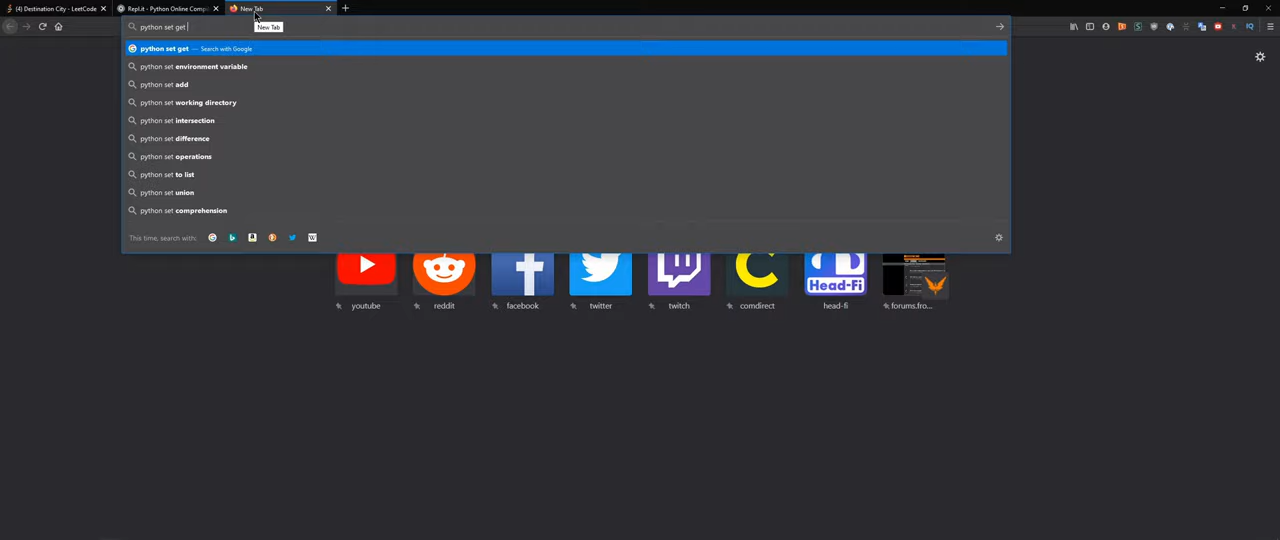 (4) Destination City - LeetCode
Repl.it - Python Online Compi
New Tab
python set get
New Tab
python set get — Search with Google
python set environment variable
python set add
python set working directory
python set intersection
python set difference
python set operations
python set to list
python set union
python set comprehension
This time, search with:
Head-Fi
youtube
reddit
facebook
twitter
twitch
comdirect
head-fi
forums.fro...